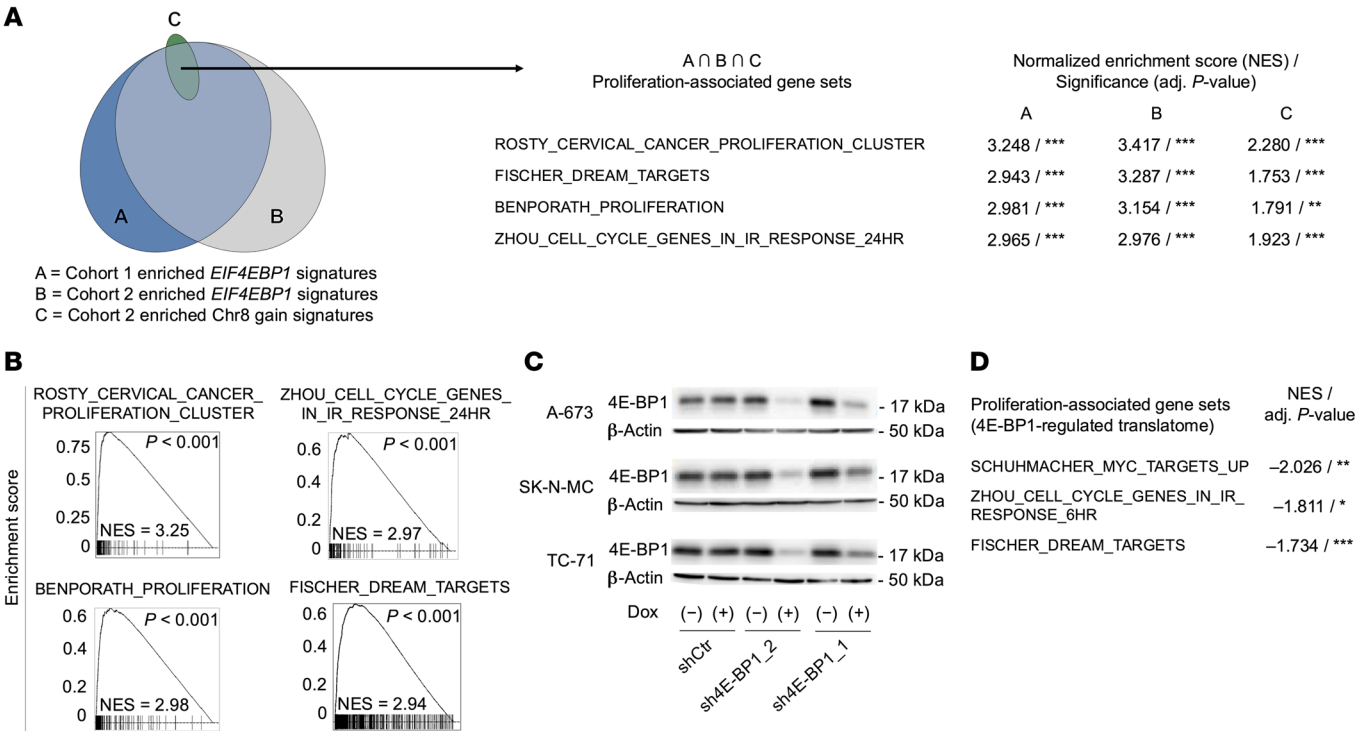 A
C
A
B
A = Cohort 1 enriched EIF4EBP1 signatures
B = Cohort 2 enriched EIF4EBP1 signatures
C = Cohort 2 enriched Chr8 gain signatures
A ∩ B ∩ C
Proliferation-associated gene sets
Normalized enrichment score (NES) /
Significance (adj. P-value)
A B C
ROSTY_CERVICAL_CANCER_PROLIFERATION_CLUSTER 3.248 / *** 3.417 / *** 2.280 / ***
FISCHER_DREAM_TARGETS 2.943 / *** 3.287 / *** 1.753 / ***
BENPORATH_PROLIFERATION 2.981 / *** 3.154 / *** 1.791 / **
ZHOU_CELL_CYCLE_GENES_IN_IR_RESPONSE_24HR 2.965 / *** 2.976 / *** 1.923 / ***
B
Enrichment score
ROSTY_CERVICAL_CANCER_
PROLIFERATION_CLUSTER
0.75
0.50
0.25
0
P < 0.001
NES = 3.25
ZHOU_CELL_CYCLE_GENES_
IN_IR_RESPONSE_24HR
0.6
0.4
0.2
0
P < 0.001
NES = 2.97
BENPORATH_PROLIFERATION
0.6
0.4
0.2
0
P < 0.001
NES = 2.98
FISCHER_DREAM_TARGETS
0.6
0.4
0.2
0
P < 0.001
NES = 2.94
C
A-673
4E-BP1 - 17 kDa
β-Actin - 50 kDa
SK-N-MC
4E-BP1 - 17 kDa
β-Actin - 50 kDa
TC-71
4E-BP1 - 17 kDa
β-Actin - 50 kDa
Dox (−) (+) (−) (+) (−) (+)
shCtr
sh4E-BP1_2
sh4E-BP1_1
D
Proliferation-associated gene sets
(4E-BP1-regulated translatome)
NES /
adj. P-value
SCHUHMACHER_MYC_TARGETS_UP −2.026 / **
ZHOU_CELL_CYCLE_GENES_IN_IR_
RESPONSE_6HR
−1.811 / *
FISCHER_DREAM_TARGETS −1.734 / ***